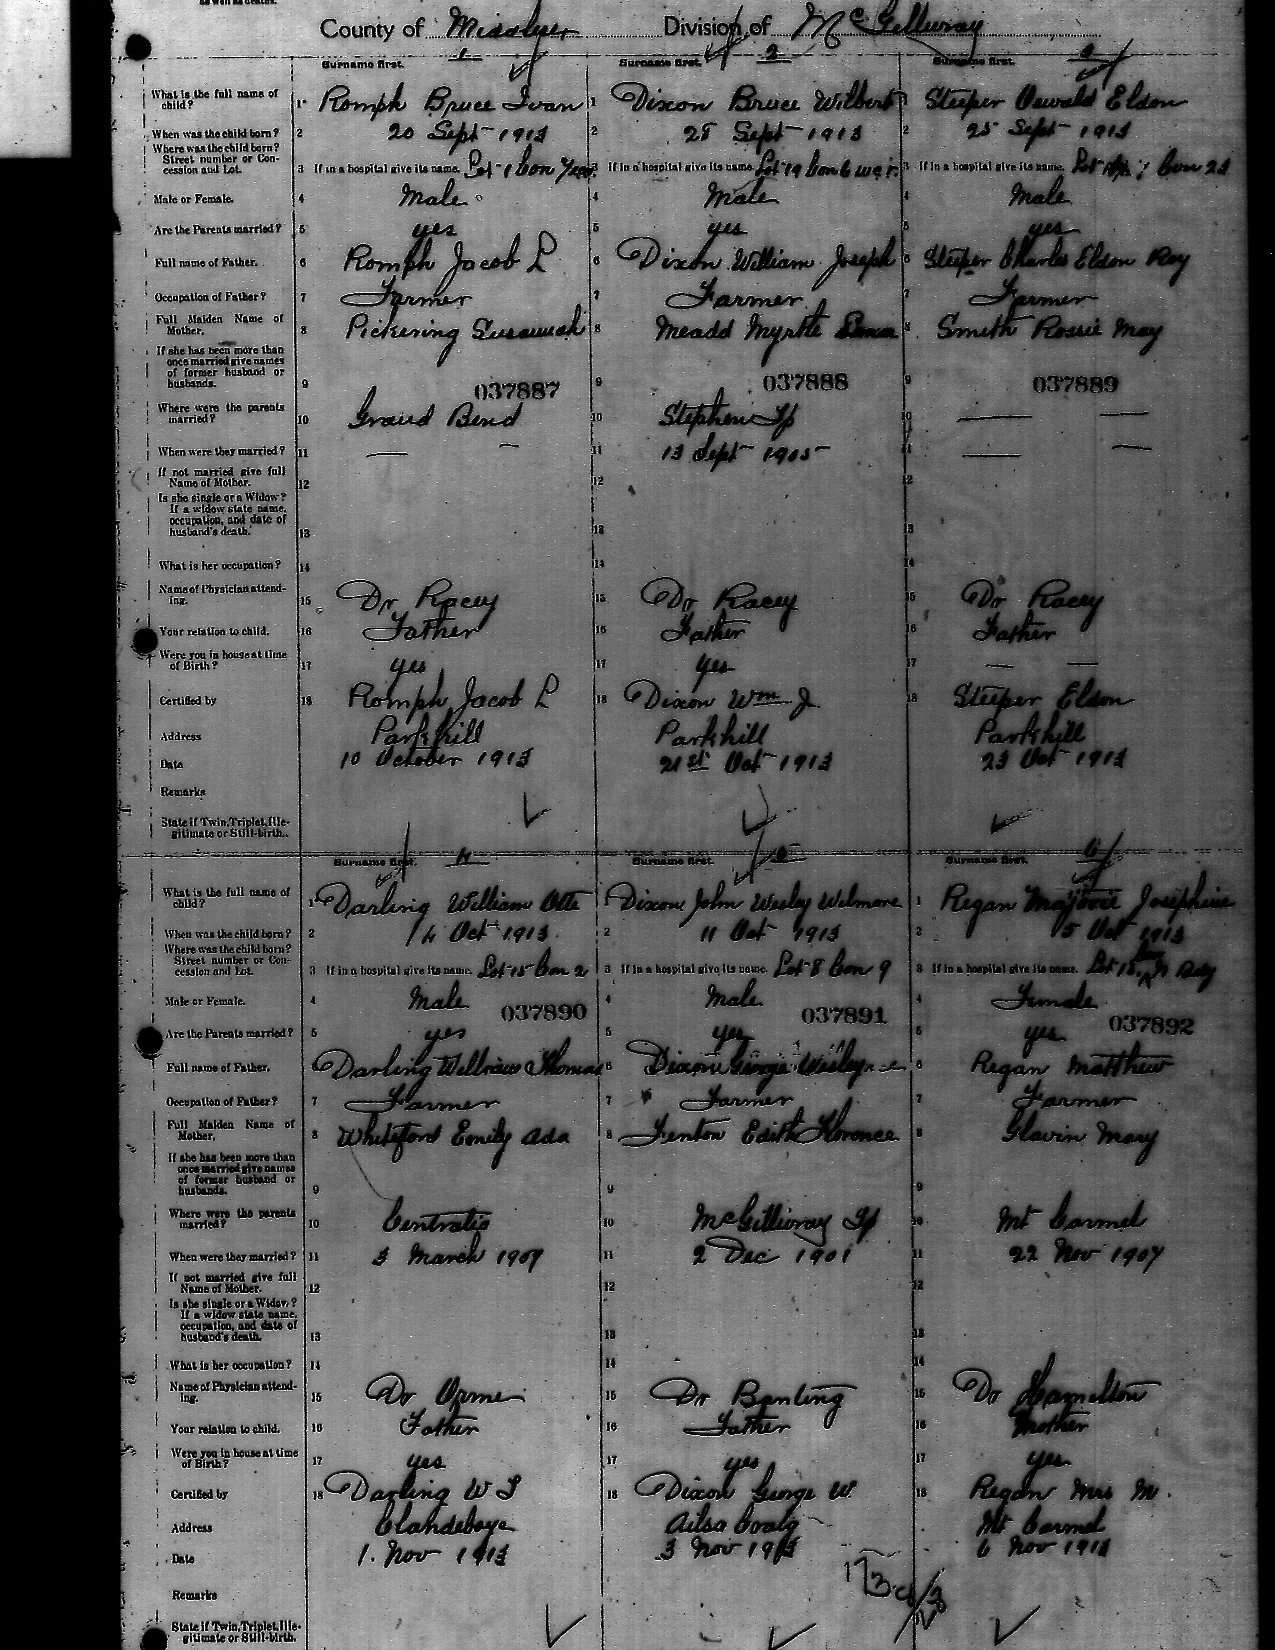 as well as deaths.
County of Middlesex Division of McGillivray
1 2 3
Surname first. Surname first. Surname first.
What is the full name of child? 1 Romph Bruce Ivan 1 Dixon Bruce Wilbert 1 Steeper Oswald Eldon
When was the child born? 2 20 Sept 1913 2 28 Sept 1913 2 25 Sept 1913
Where was the child born? Street number or Concession and Lot. 3 If in a hospital give its name. Lot 1 Con 3 If in a hospital give its name. Lot 19 Con 6 3 If in a hospital give its name. Lot Con
Male or Female. 4 Male 4 Male 4 Male
Are the Parents married? 5 yes 5 yes 5 yes
Full name of Father. 6 Romph Jacob L 6 Dixon William Joseph 6 Steeper Charles Eldon Roy
Occupation of Father? 7 Farmer 7 Farmer 7 Farmer
Full Maiden Name of Mother. 8 Pickering Susannah 8 Meadd Myrtle 8 Smith Rossie May
If she has been more than once married give names of former husband or husbands. 9 037887 9 037888 9 037889
Where were the parents married? 10 Grand Bend 10 Stephen Tp 10 —
When were they married? 11 — 11 13 Sept 1905 11 —
If not married give full Name of Mother. 12 12 12
Is she single or a Widow? If a widow state name, occupation, and date of husband's death. 13 13 13
What is her occupation? 14 14 14
Name of Physician attending. 15 Dr Racey 15 Dr Racey 15 Dr Racey
Your relation to child. 16 Father 16 Father 16 Father
Were you in house at time of Birth? 17 yes 17 yes 17 —
Certified by 18 Romph Jacob L 18 Dixon Wm J 18 Steeper Eldon
Address Parkhill Parkhill Parkhill
Date 10 October 1913 21st Oct 1913 23 Oct 1913
Remarks
State if Twin, Triplet, Illegitimate or Still-birth.
4 5 6
Surname first. Surname first. Surname first.
What is the full name of child? 1 Darling William Otto 1 Dixon John Wesley Wilmore 1 Regan Marjorie Josephine
When was the child born? 2 14 Oct 1913 2 11 Oct 1913 2 15 Oct 1913
Where was the child born? Street number or Concession and Lot. 3 If in a hospital give its name. Lot 15 Con 2 3 If in a hospital give its name. Lot 8 Con 9 3 If in a hospital give its name. Lot 18 Con N Bdy
Male or Female. 4 Male 4 Male 4 Female
037890 037891 037892
Are the Parents married? 5 yes 5 yes 5 yes
Full name of Father. 6 Darling William Thomas 6 Dixon George Wesley 6 Regan Matthew
Occupation of Father? 7 Farmer 7 Farmer 7 Farmer
Full Maiden Name of Mother. 8 Whiteford Emily Ada 8 Fenton Edith Florence 8 Glavin Mary
If she has been more than once married give names of former husband or husbands. 9 9 9
Where were the parents married? 10 Centralia 10 McGillivray Tp 10 Mt Carmel
When were they married? 11 3 March 1909 11 2 Dec 1901 11 22 Nov 1907
If not married give full Name of Mother. 12 12 12
Is she single or a Widow? If a widow state name, occupation, and date of husband's death. 13 13 13
What is her occupation? 14 14 14
Name of Physician attending. 15 Dr Orme 15 Dr Banting 15 Dr Hamelton
Your relation to child. 16 Father 16 Father 16 Mother
Were you in house at time of Birth? 17 yes 17 yes 17 yes
Certified by 18 Darling W T 18 Dixon George W. 18 Regan Mrs M.
Address Clandeboye Ailsa Craig Mt Carmel
Date 1. Nov 1913 3 Nov 1913 6 Nov 1913
Remarks
State if Twin, Triplet, Illegitimate or Still-birth.